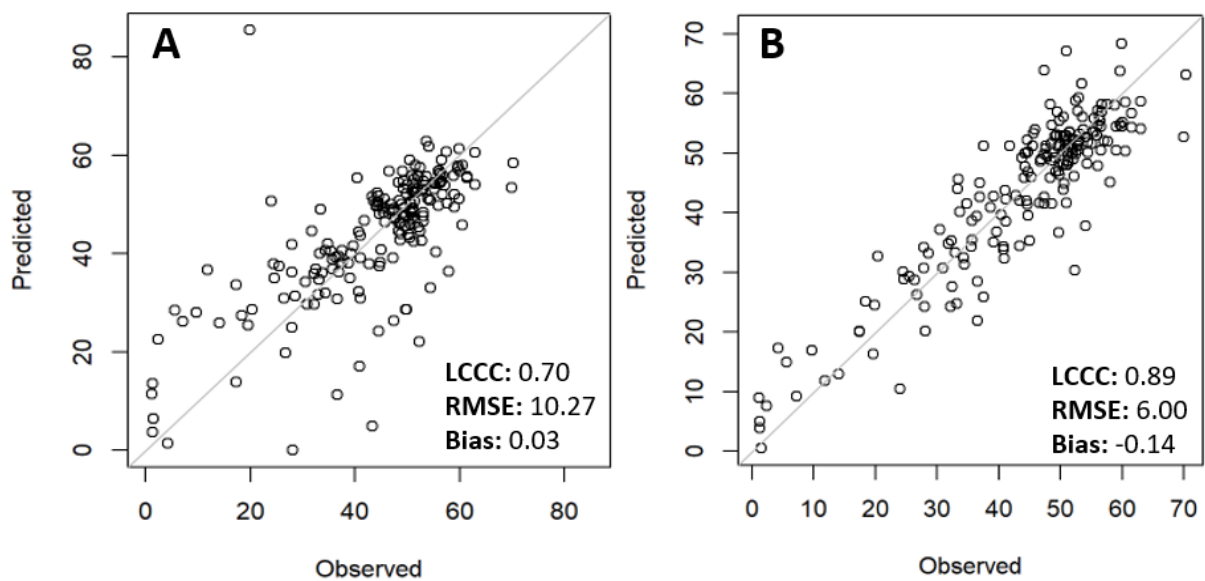 A
Predicted
80
60
40
20
0
LCCC: 0.70
RMSE: 10.27
Bias: 0.03
0 20 40 60 80
Observed
B
Predicted
70
60
50
40
30
20
10
0
LCCC: 0.89
RMSE: 6.00
Bias: -0.14
0 10 20 30 40 50 60 70
Observed